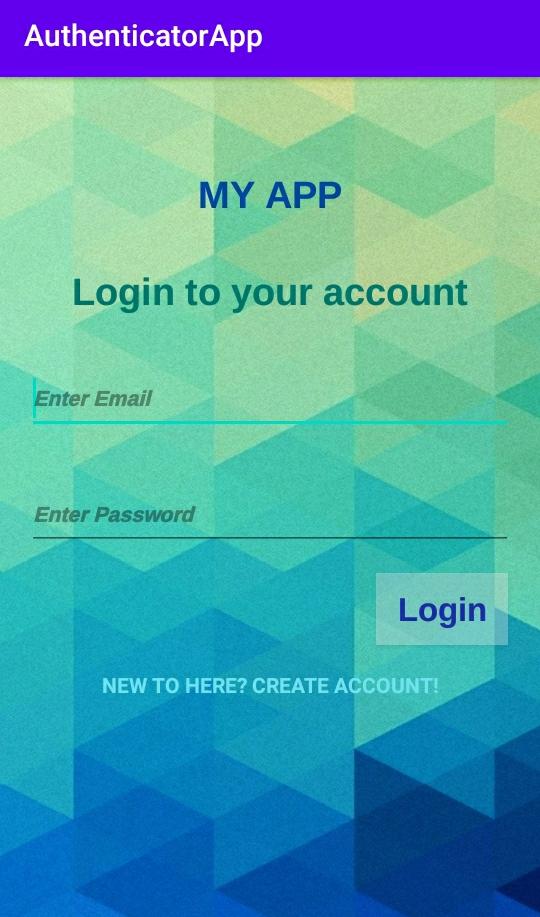 AuthenticatorApp
MY APP
Login to your account
Enter Email
Enter Password
Login
NEW TO HERE? CREATE ACCOUNT!